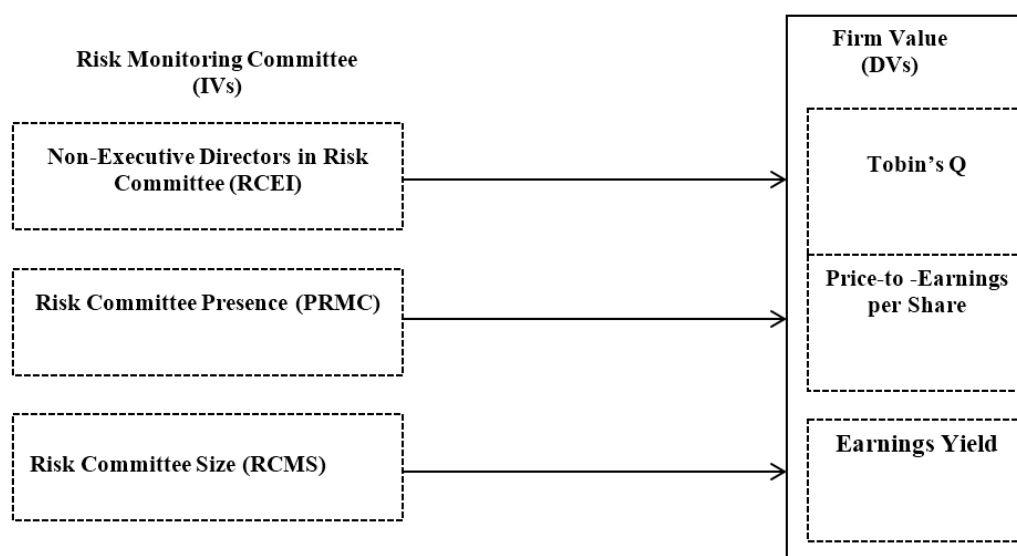 Risk Monitoring Committee
(IVs)
Non-Executive Directors in Risk
Committee (RCEI)
Risk Committee Presence (PRMC)
Risk Committee Size (RCMS)
Firm Value
(DVs)
Tobin’s Q
Price-to -Earnings
per Share
Earnings Yield